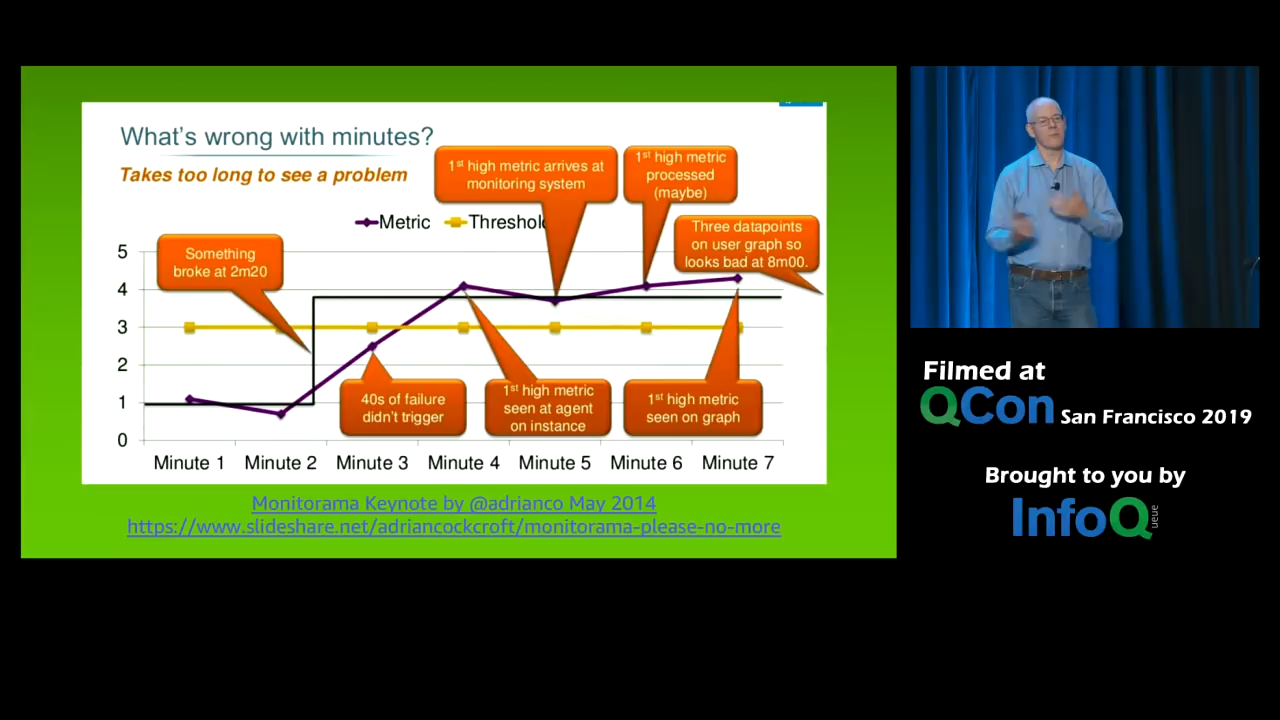 What's wrong with minutes?
Takes too long to see a problem
1st high metric arrives at
monitoring system
1st high metric
processed
(maybe)
Three datapoints
on user graph so
looks bad at 8m00.
Metric
Threshold
Something
broke at 2m20
5
4
3
2
1
0
40s of failure
didn't trigger
1st high metric
seen at agent
on instance
1st high metric
seen on graph
Minute 1 Minute 2 Minute 3 Minute 4 Minute 5 Minute 6 Minute 7
Monitorama Keynote by @adrianco May 2014
https://www.slideshare.net/adriancockcroft/monitorama-please-no-more
Filmed at
QCon San Francisco 2019
Brought to you by
InfoQ
queue